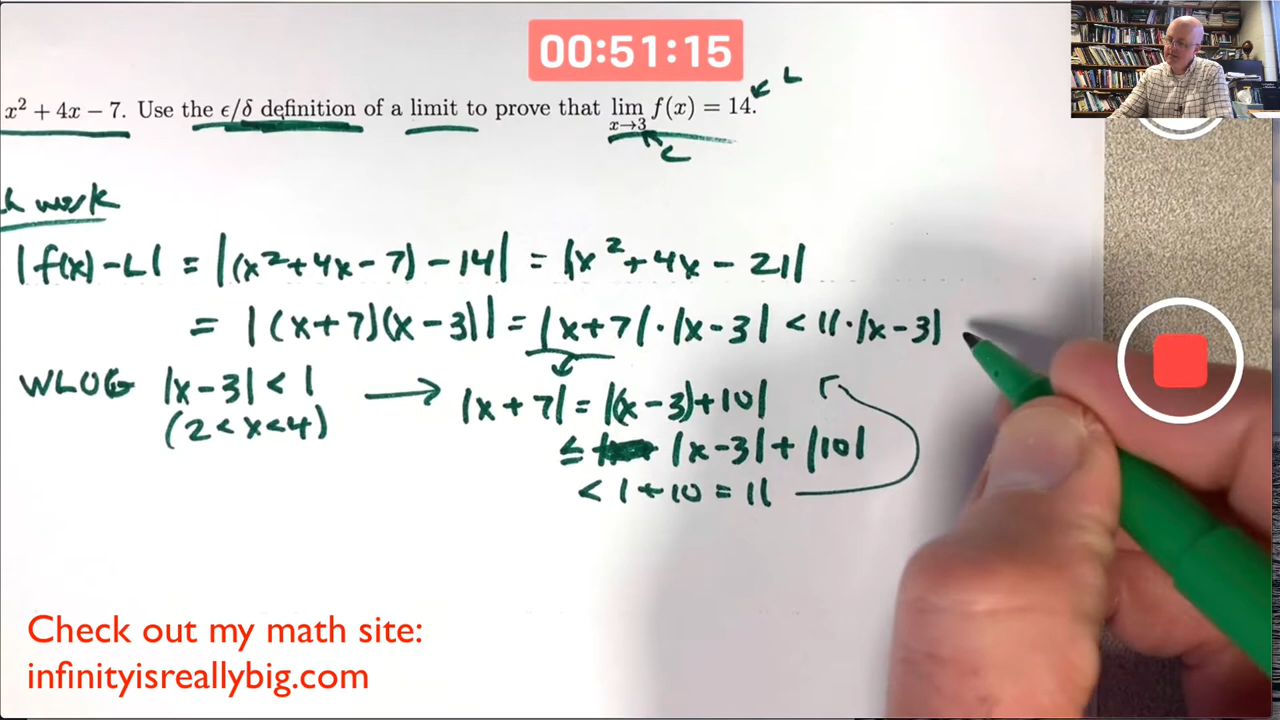 00:51:15
x² + 4x − 7. Use the ϵ/δ definition of a limit to prove that lim x→3 f(x) = 14. ← L
C
work
|f(x)-L| = |(x²+4x-7)-14| = |x²+4x-21|
= |(x+7)(x-3)| = |x+7|·|x-3| < 11·|x-3|
WLOG |x-3| < 1 → |x+7| = |(x-3)+10|
(2<x<4)
≤ |x-3|+|10|
< 1+10 = 11
Check out my math site:
infinityisreallybig.com